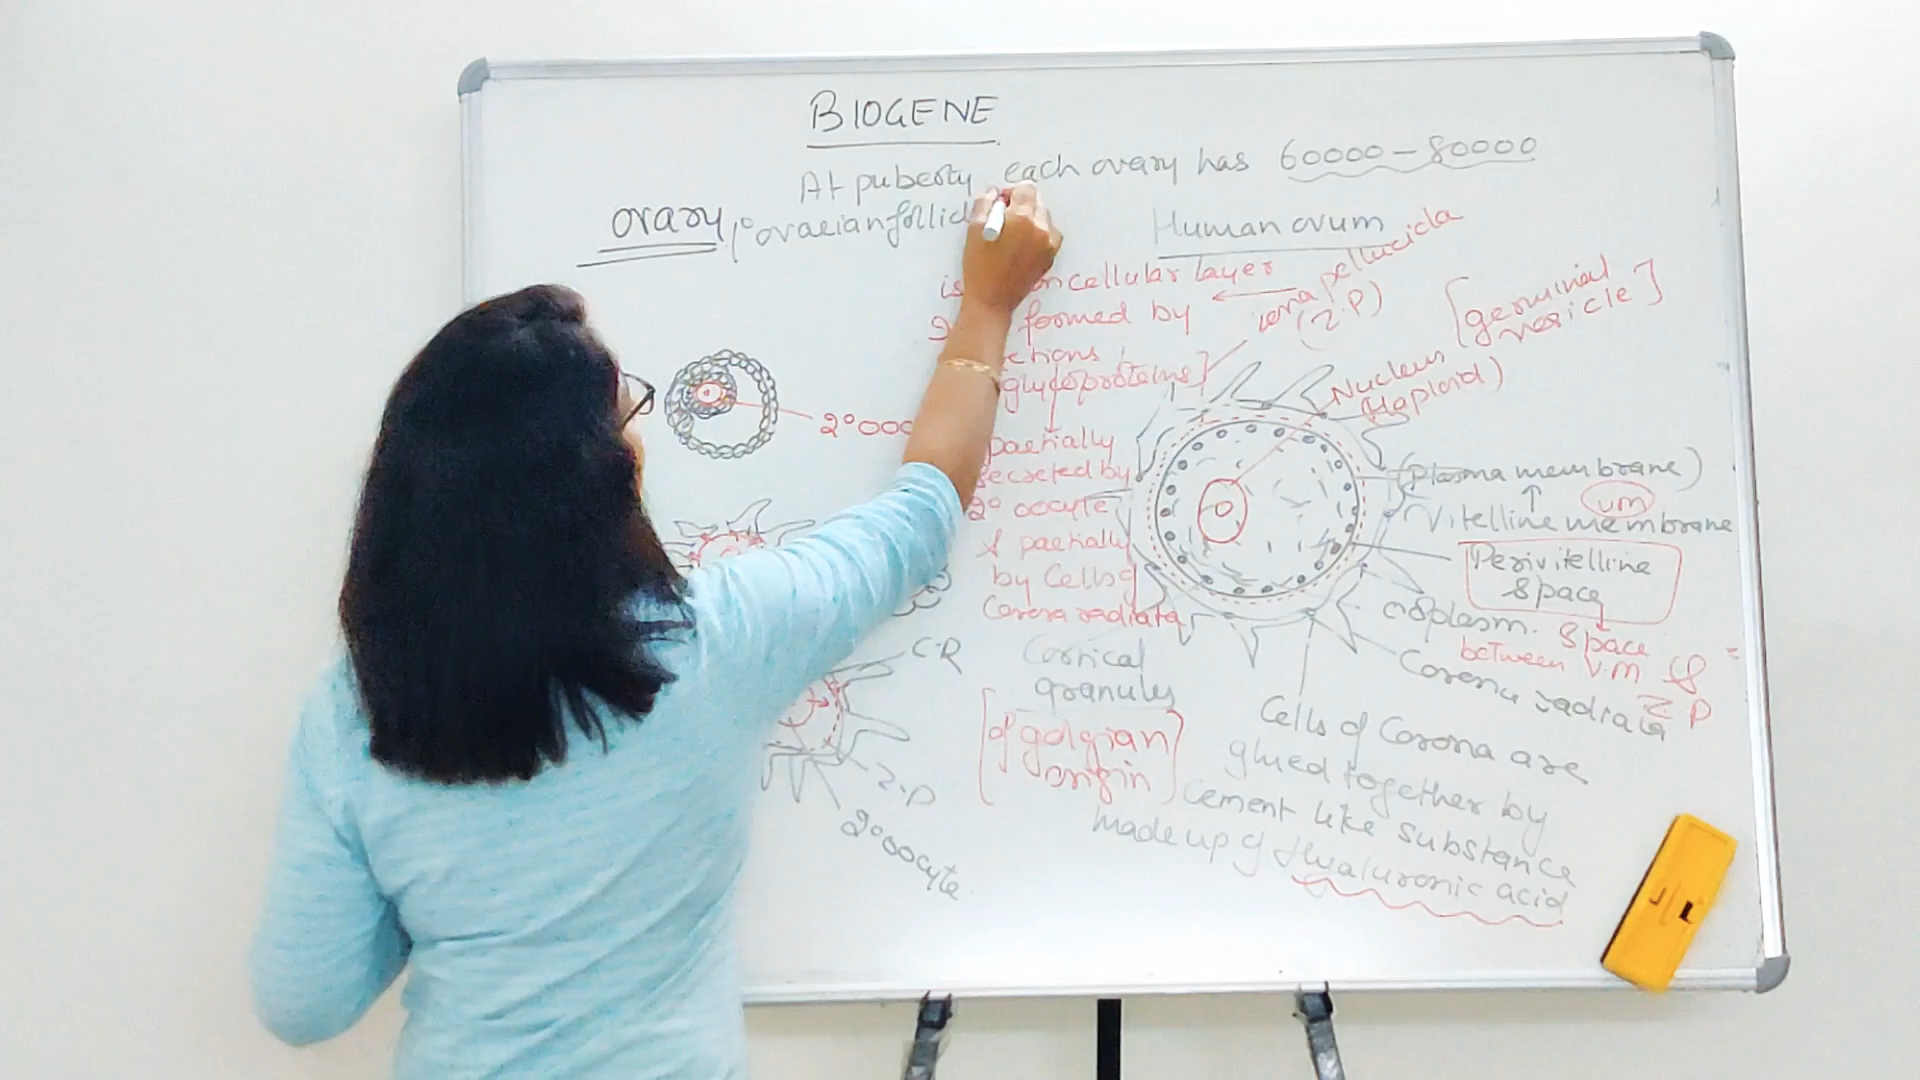 BIOGENE
At puberty each ovary has 60000-80000
ovary, 1° ovarian follic
Human ovum
zona pellucida
(Z.P)
cellular layer
formed by
glycoproteins]
partially
secreted by
2° oocyte
& partially
by cells of
Corona radiata
[germinal
vesicle]
Nucleus
(Haploid)
(Plasma membrane)
↑ vm
Vitelline membrane
Perivitelline
Space
Space
between V.M &
Z.P
ooplasm.
Corona radiata
Cortical
granules
[of golgian
origin]
Cells of Corona are
glued together by
cement like substance
made up of Hyaluronic acid
2° ooc
C.R
Z.P
2° oocyte